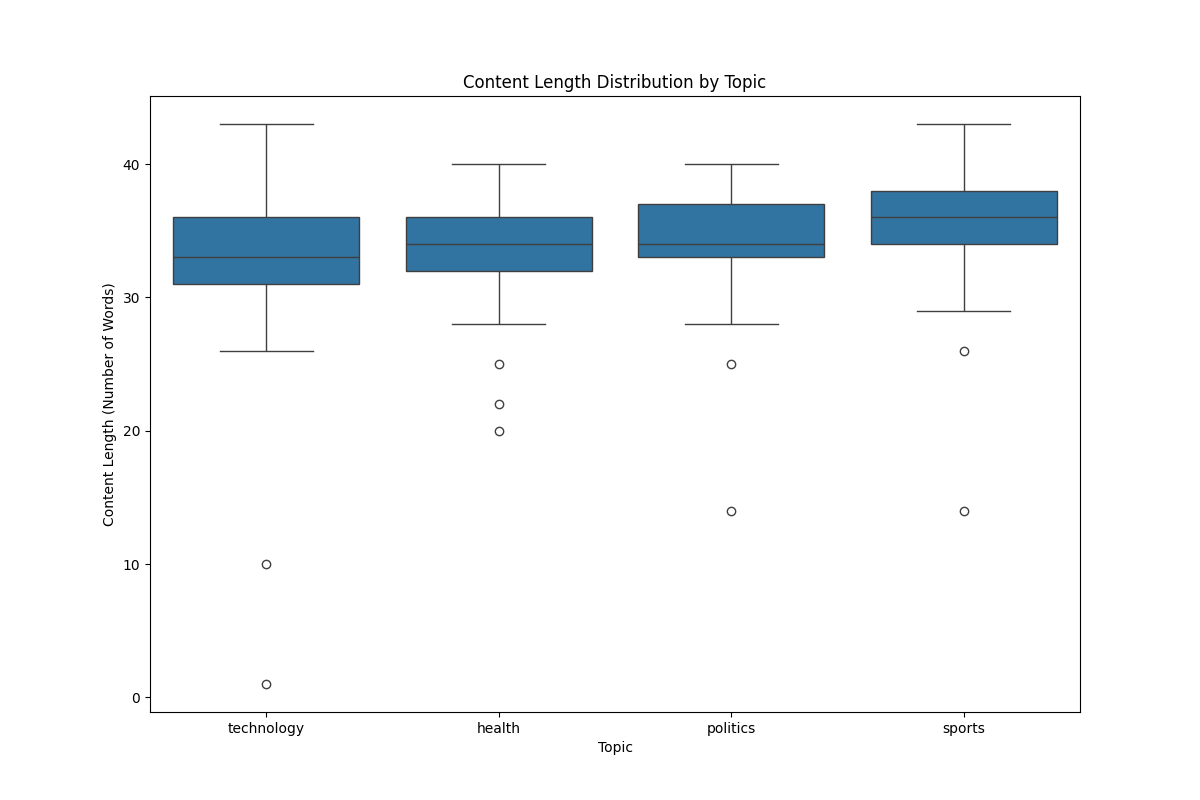 Content Length Distribution by Topic
Content Length (Number of Words)
40
30
20
10
0
technology health politics sports
Topic